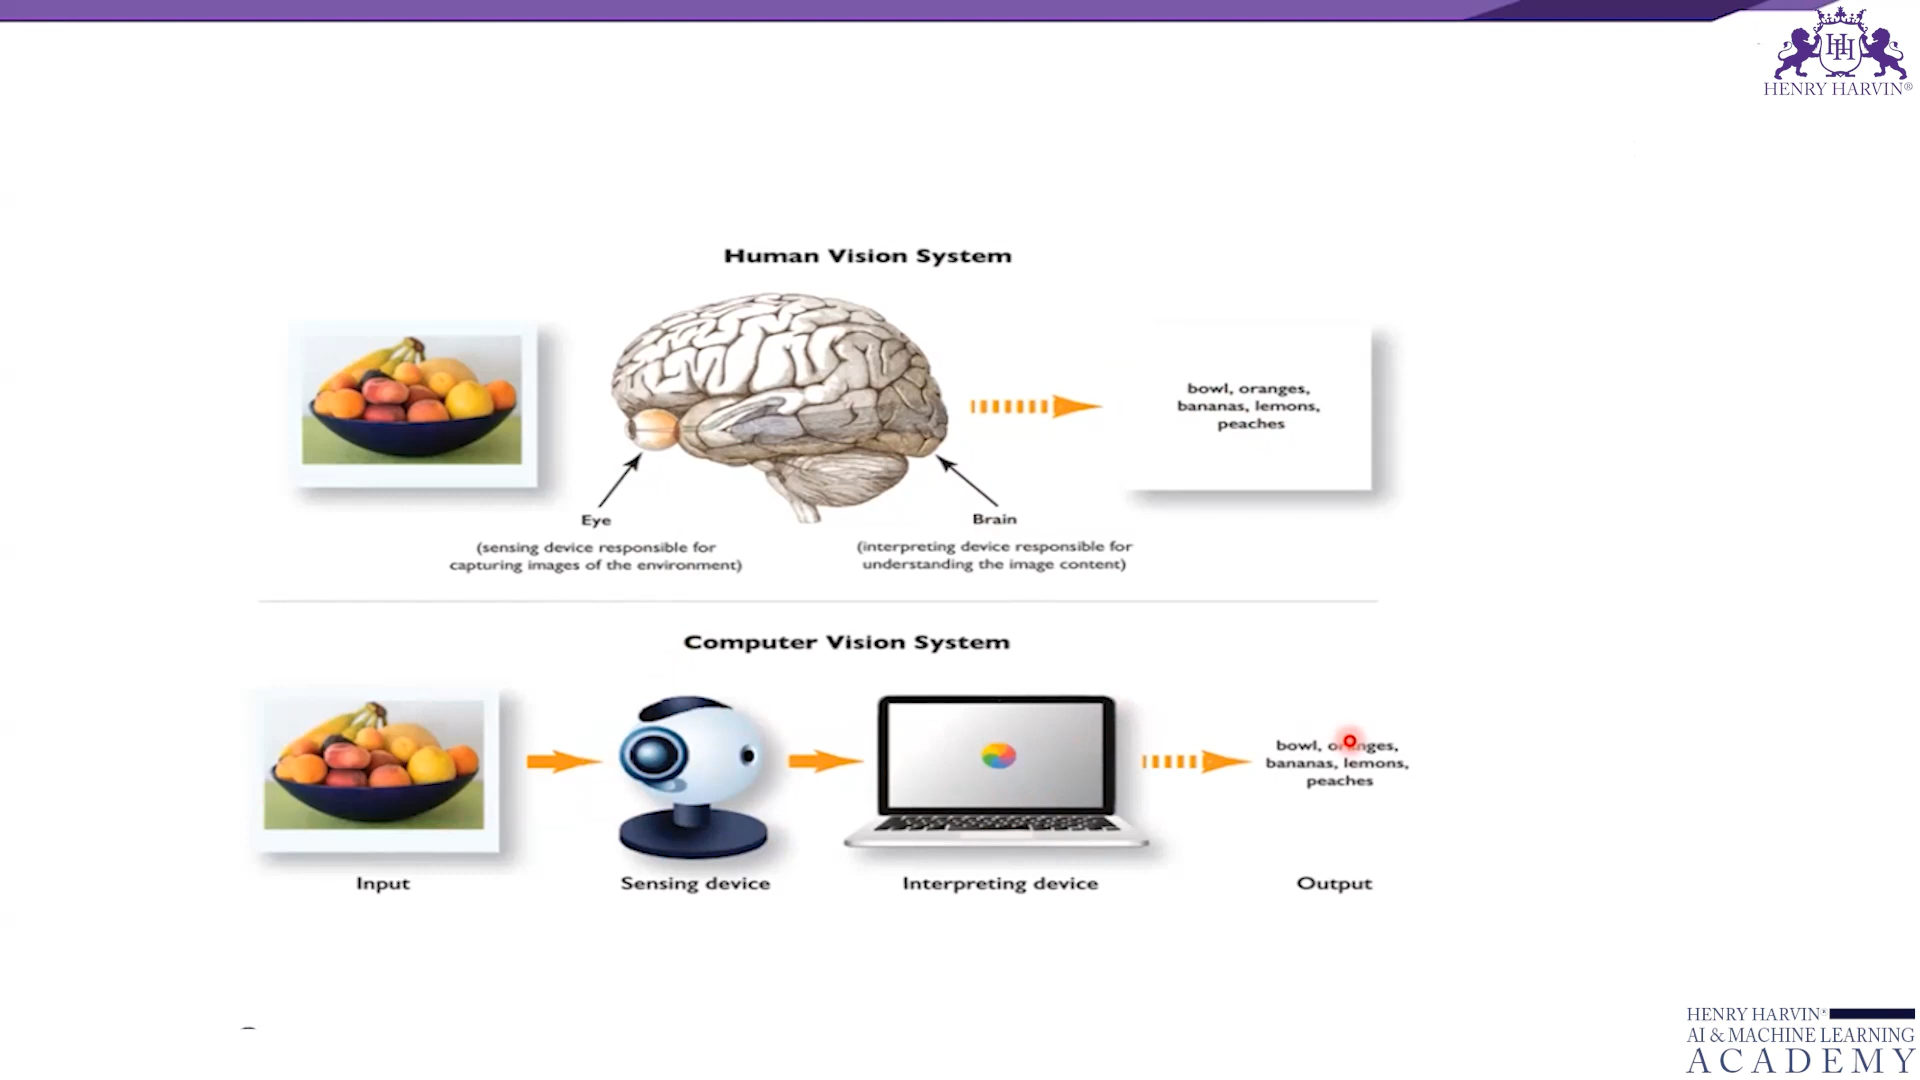 HENRY HARVIN®
Human Vision System
bowl, oranges,
bananas, lemons,
peaches
Eye
(sensing device responsible for
capturing images of the environment)
Brain
(interpreting device responsible for
understanding the image content)
Computer Vision System
bowl, oranges,
bananas, lemons,
peaches
Input
Sensing device
Interpreting device
Output
HENRY HARVIN®
AI & MACHINE LEARNING
ACADEMY